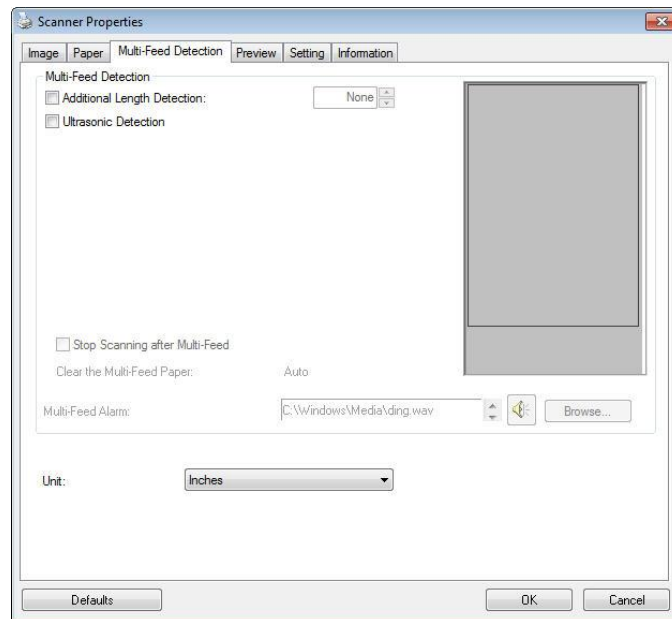 Scanner Properties
Image Paper Multi-Feed Detection Preview Setting Information
Multi-Feed Detection
Additional Length Detection: None
Ultrasonic Detection
Stop Scanning after Multi-Feed
Clear the Multi-Feed Paper: Auto
Multi-Feed Alarm: C:\Windows\Media\ding.wav Browse...
Unit: Inches
Defaults OK Cancel